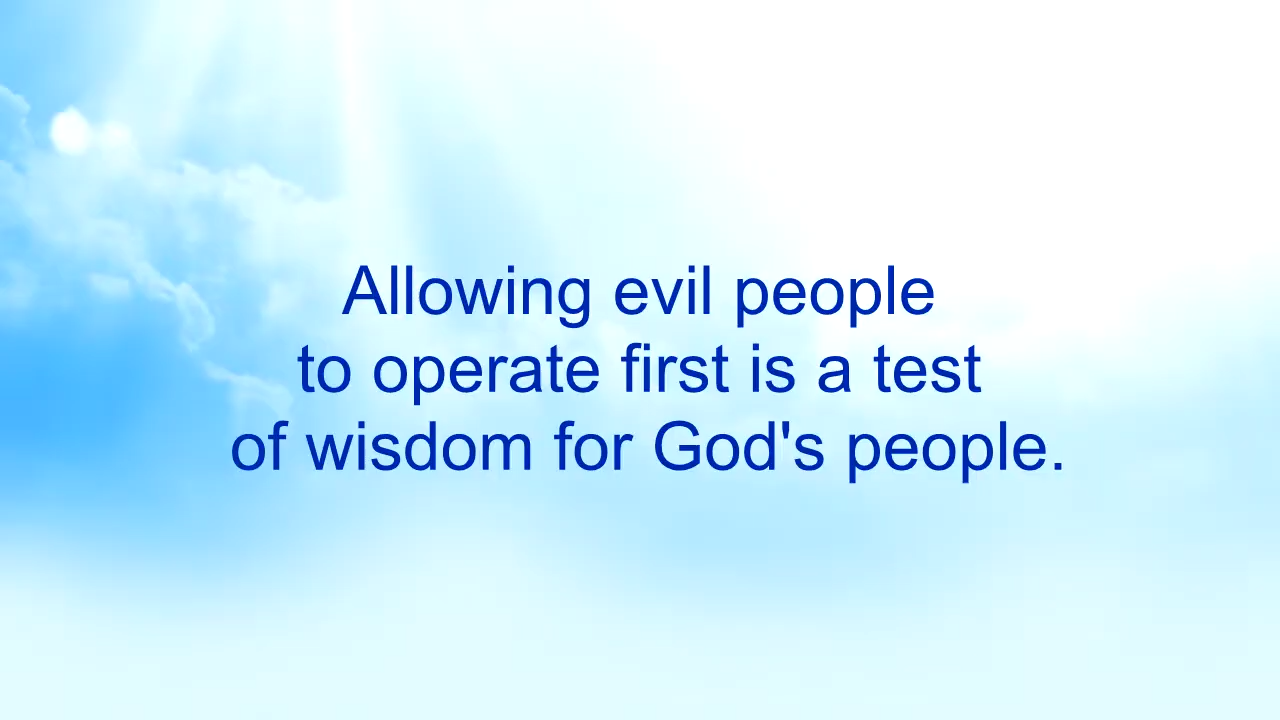 Allowing evil people
to operate first is a test
of wisdom for God's people.